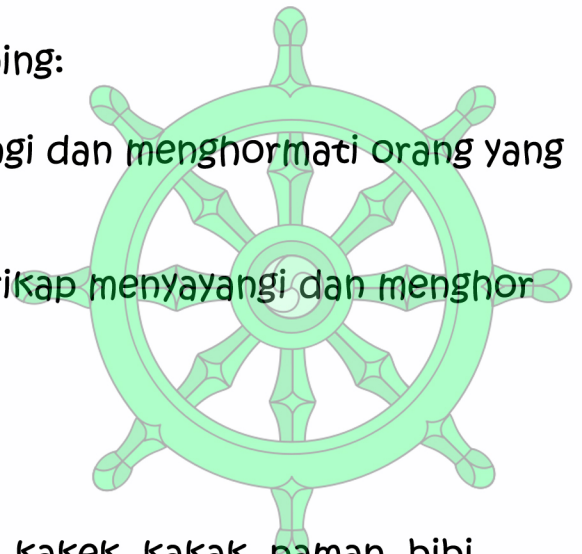 ing:
gi dan menghormati orang yang
ikap menyayangi dan menghor
kakek kakak paman bibi